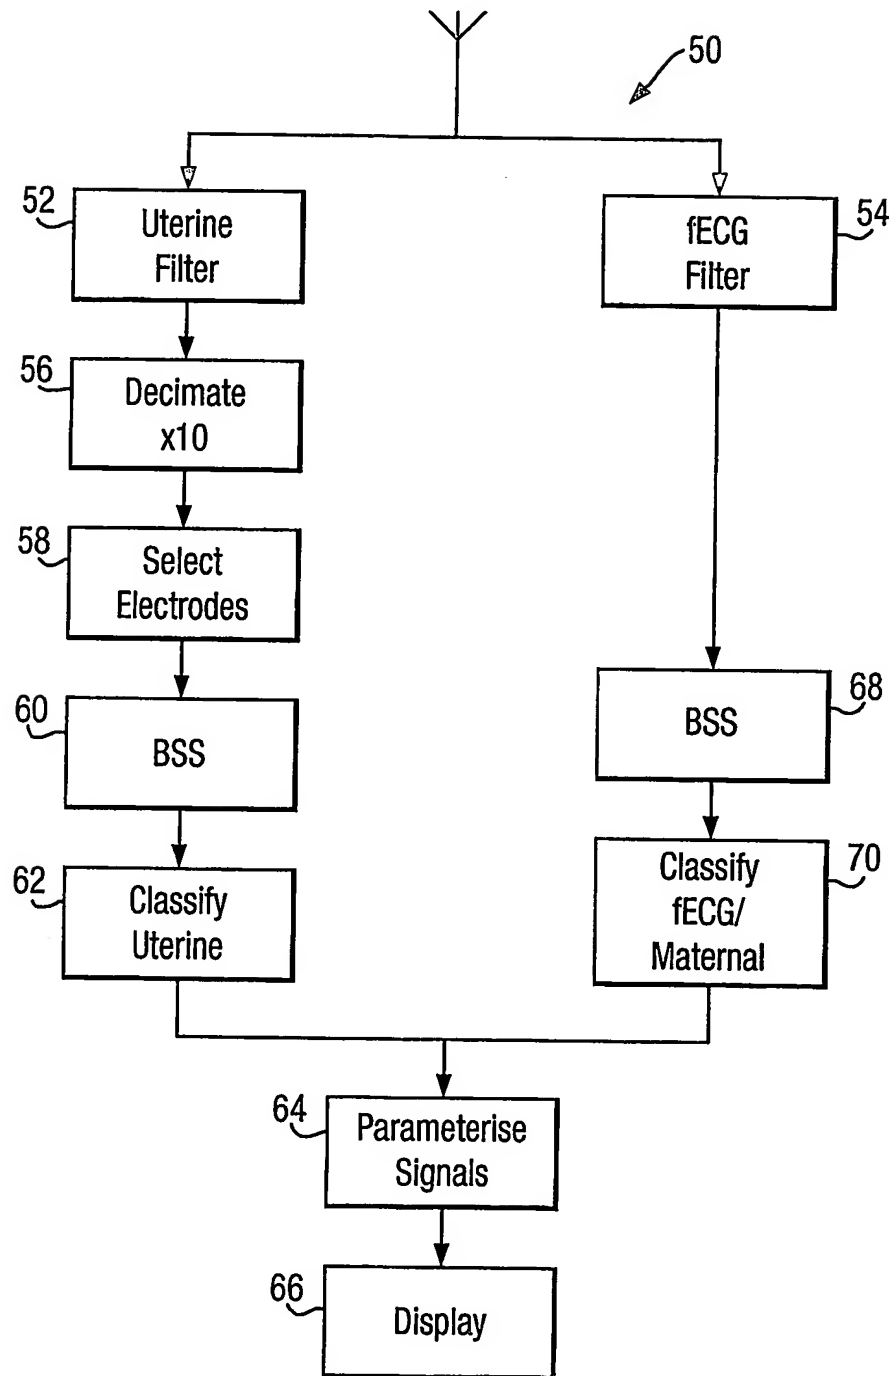 50
52
Uterine
Filter
54
fECG
Filter
56
Decimate
x10
58
Select
Electrodes
60
BSS
68
BSS
62
Classify
Uterine
70
Classify
fECG/
Maternal
64
Parameterise
Signals
66
Display